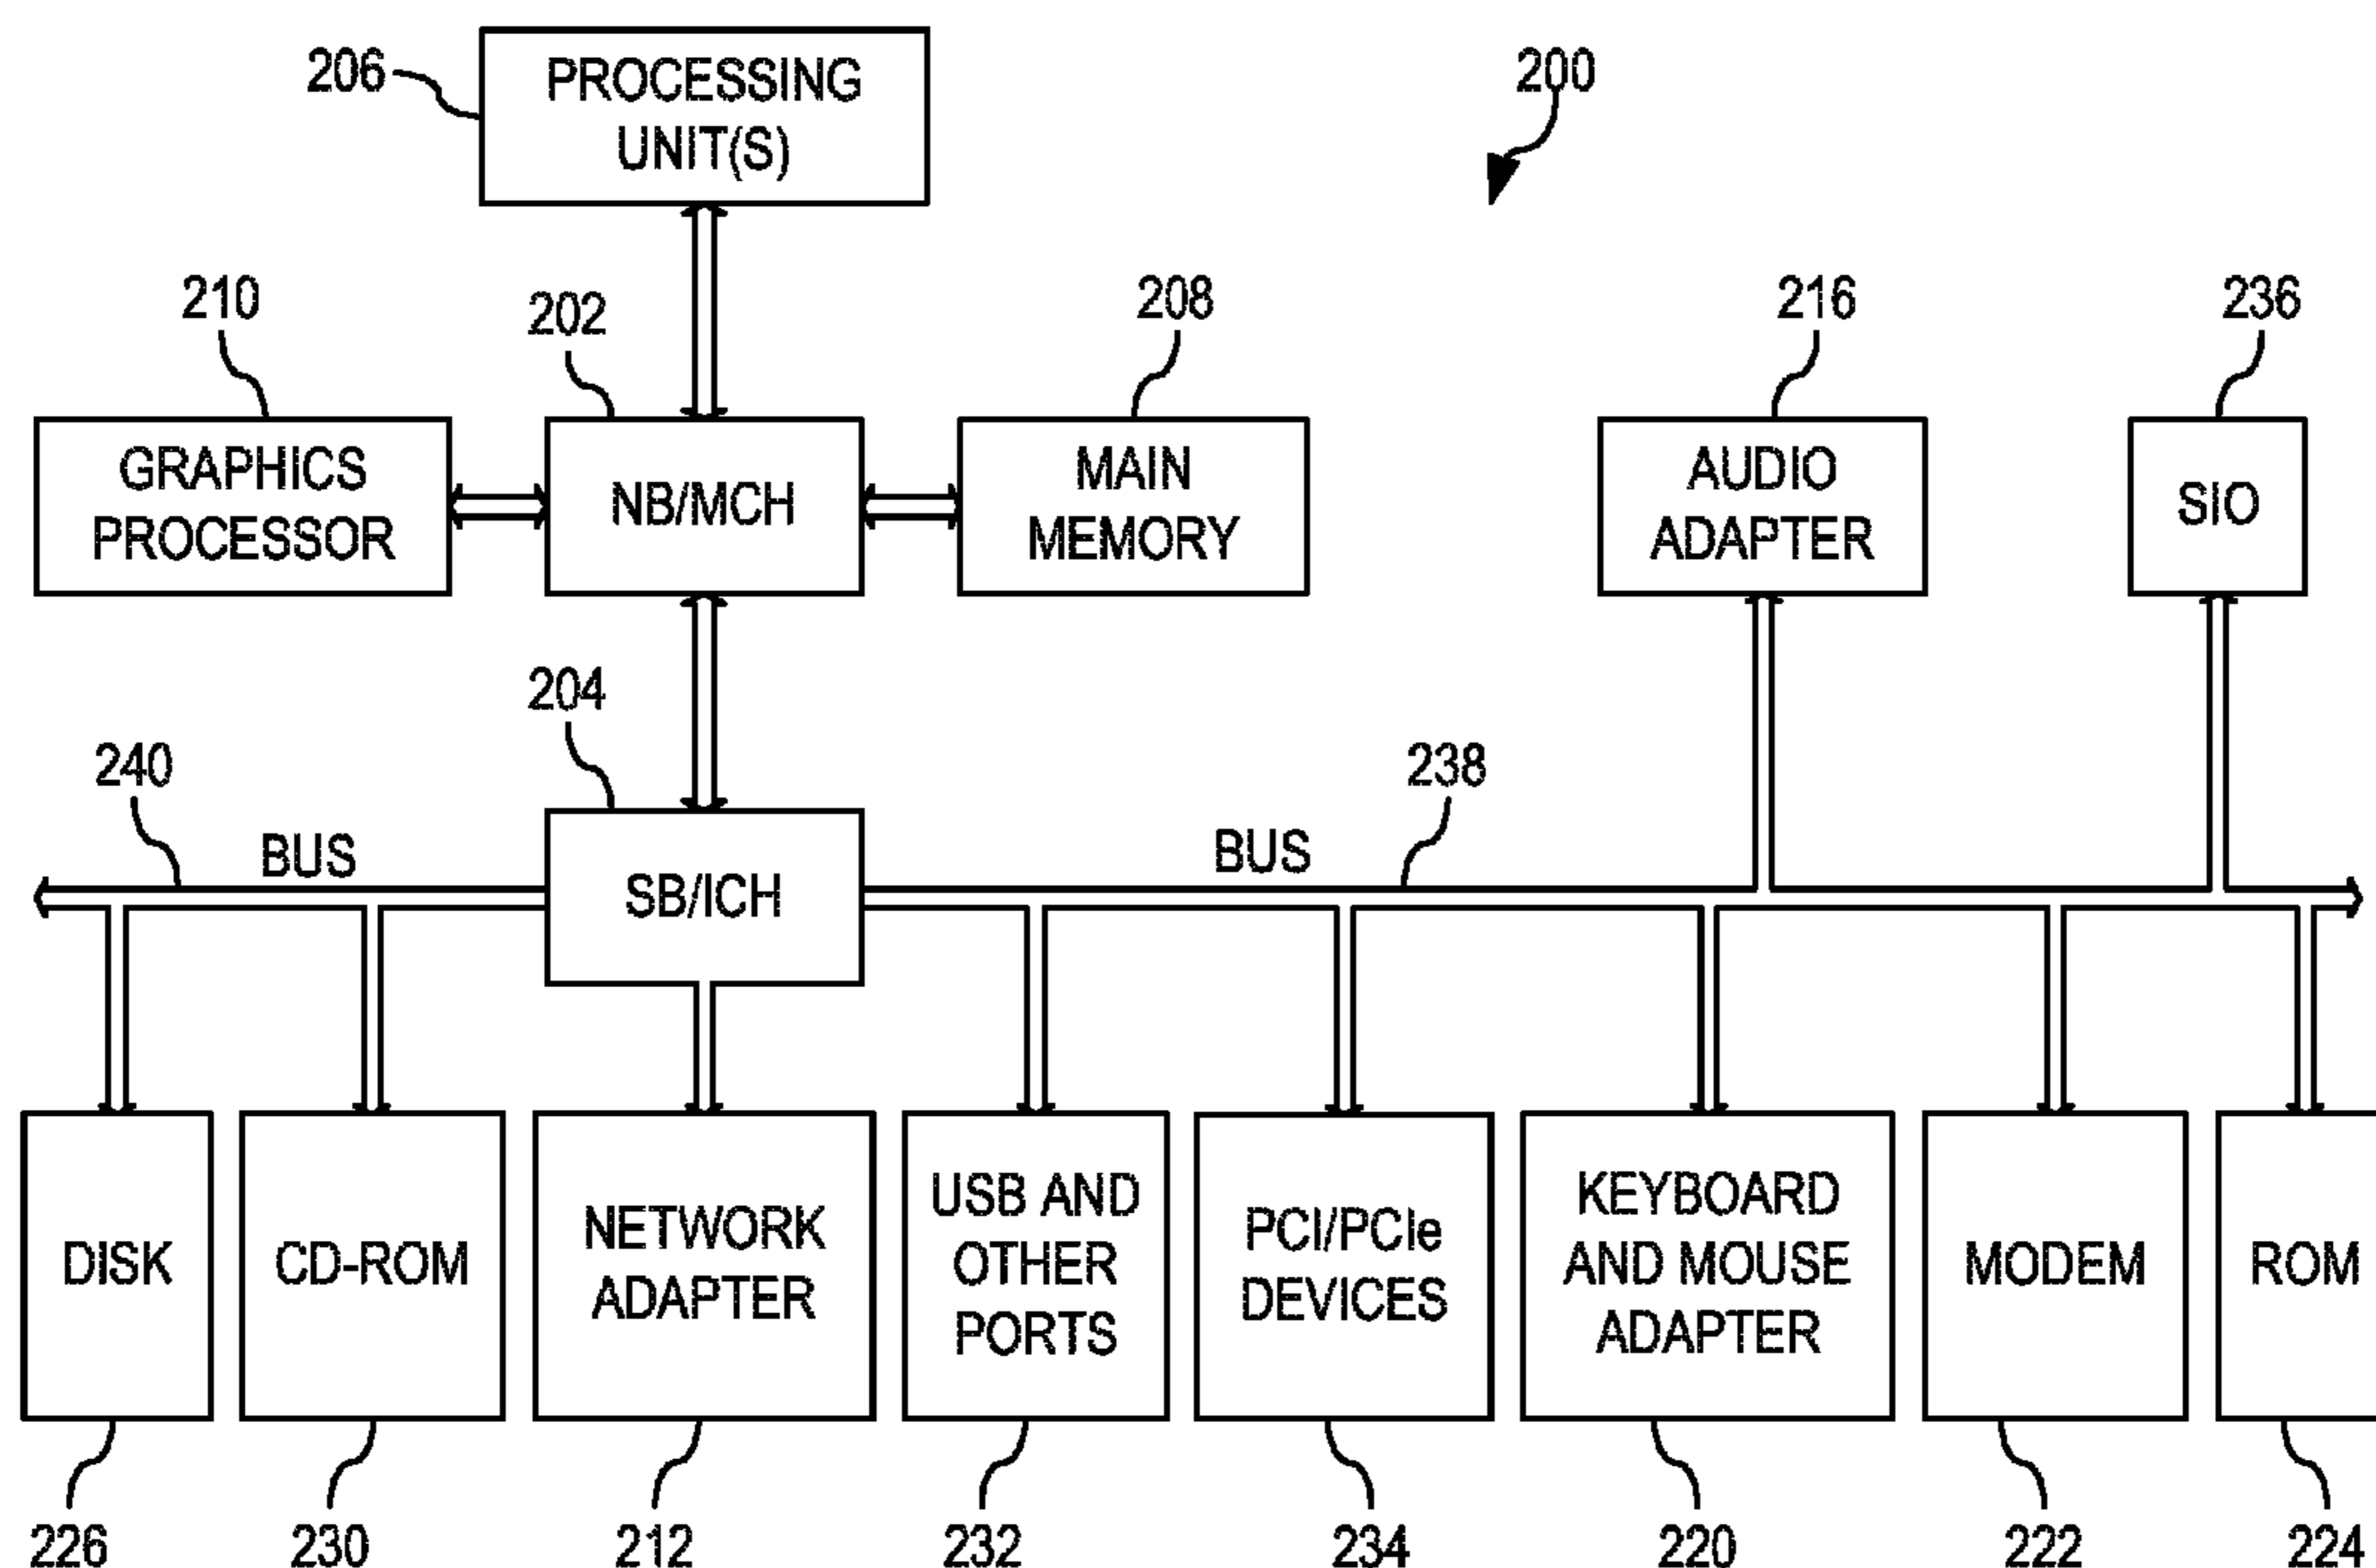 206
PROCESSING
UNIT(S)
200
210
202
208
216
236
GRAPHICS
PROCESSOR
NB/MCH
MAIN
MEMORY
AUDIO
ADAPTER
SIO
204
240
238
BUS
SB/ICH
BUS
DISK
CD-ROM
NETWORK
ADAPTER
USB AND
OTHER
PORTS
PCI/PCIe
DEVICES
KEYBOARD
AND MOUSE
ADAPTER
MODEM
ROM
226
230
212
232
234
220
222
224